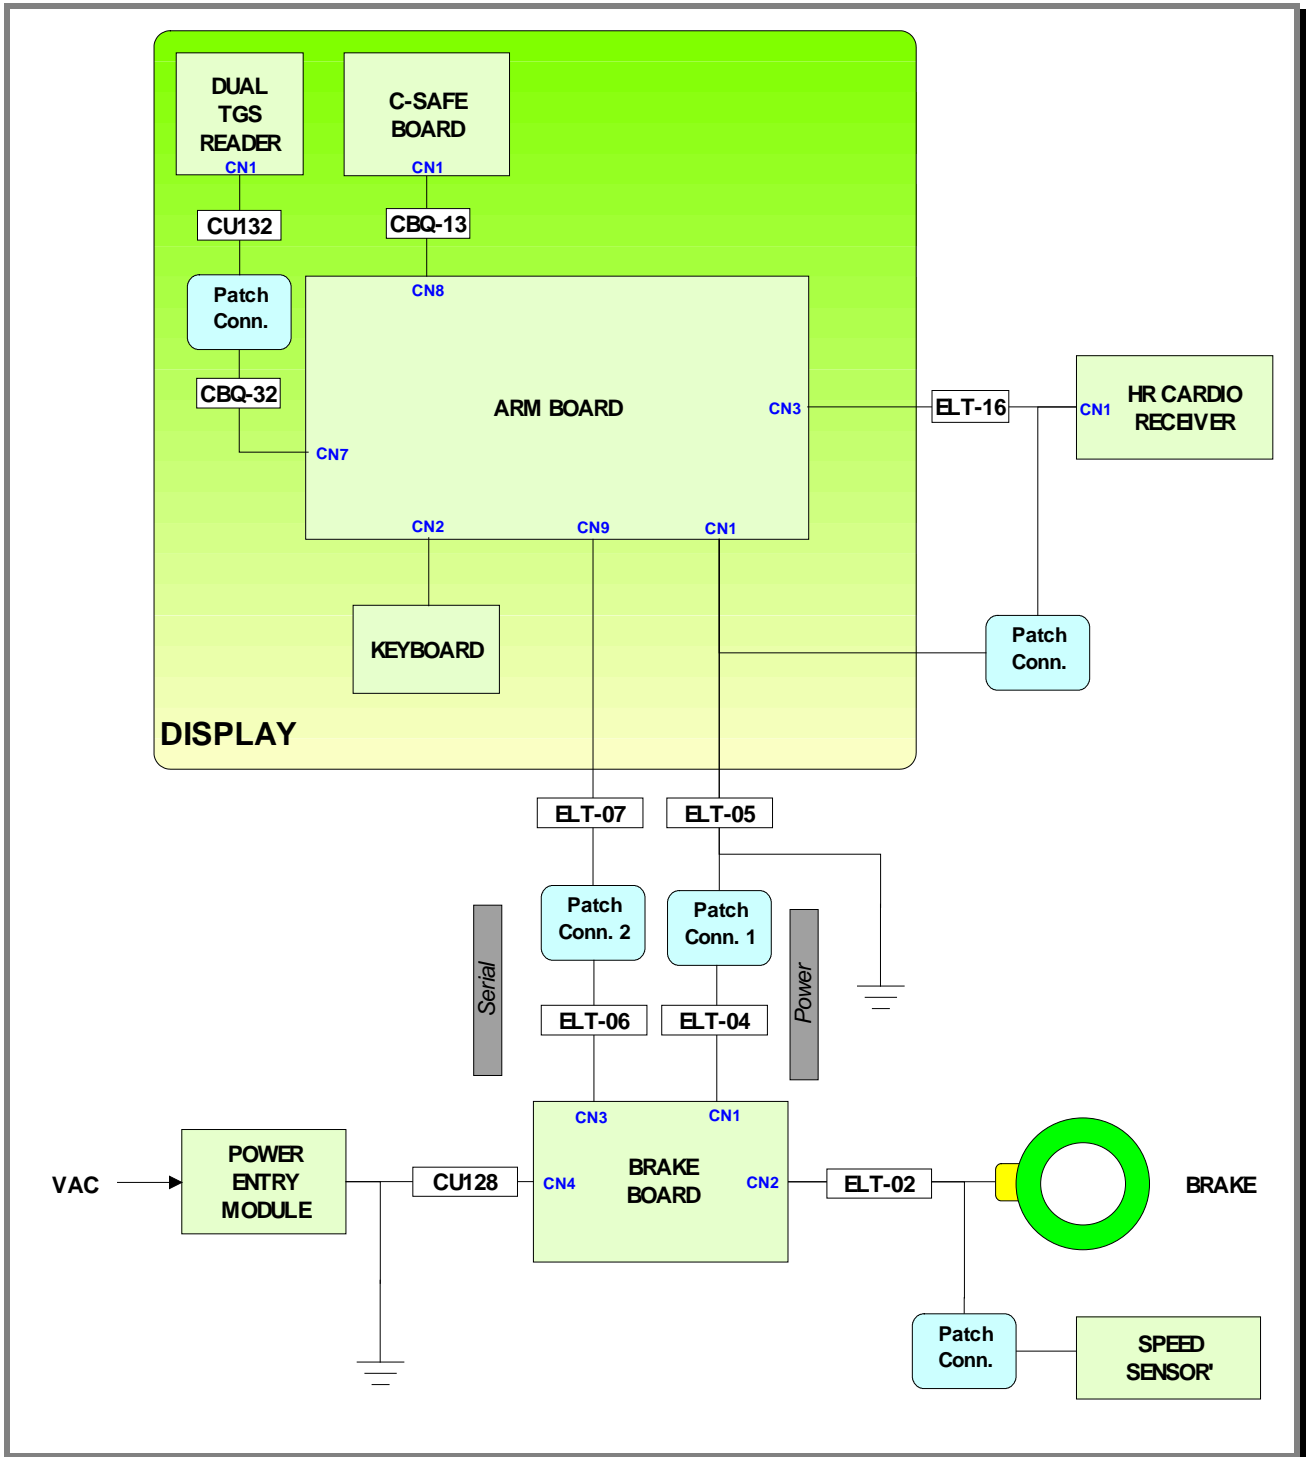 DUAL
TGS
READER
CN1
C-SAFE
BOARD
CN1
CU132
CBQ-13
Patch
Conn.
CN8
CBQ-32
ARM BOARD
CN3
CN7
CN2
CN9
CN1
ELT-16
CN1
HR CARDIO
RECEIVER
KEYBOARD
Patch
Conn.
DISPLAY
ELT-07
ELT-05
Patch
Conn. 2
Patch
Conn. 1
Serial
Power
ELT-06
ELT-04
CN3
CN1
VAC
POWER
ENTRY
MODULE
CU128
CN4
BRAKE
BOARD
CN2
ELT-02
BRAKE
Patch
Conn.
SPEED
SENSOR'